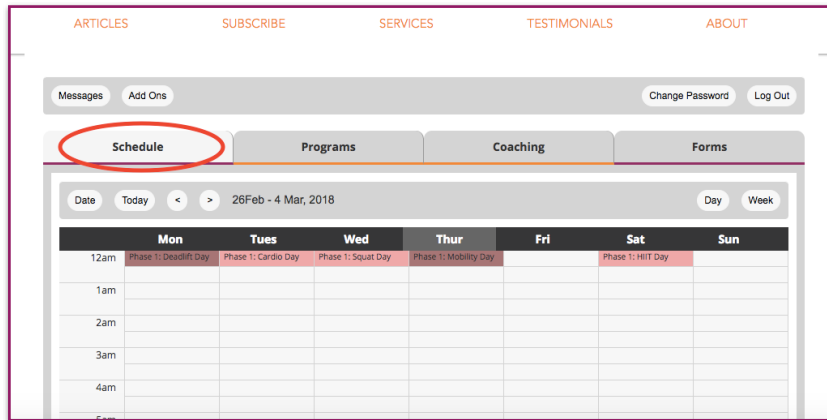 ARTICLES SUBSCRIBE SERVICES TESTIMONIALS ABOUT
Messages Add Ons Change Password Log Out
Schedule Programs Coaching Forms
Date Today < > 26Feb - 4 Mar, 2018 Day Week
Mon Tues Wed Thur Fri Sat Sun
12am Phase 1: Deadlift Day Phase 1: Cardio Day Phase 1: Squat Day Phase 1: Mobility Day Phase 1: HIIT Day
1am
2am
3am
4am
5am